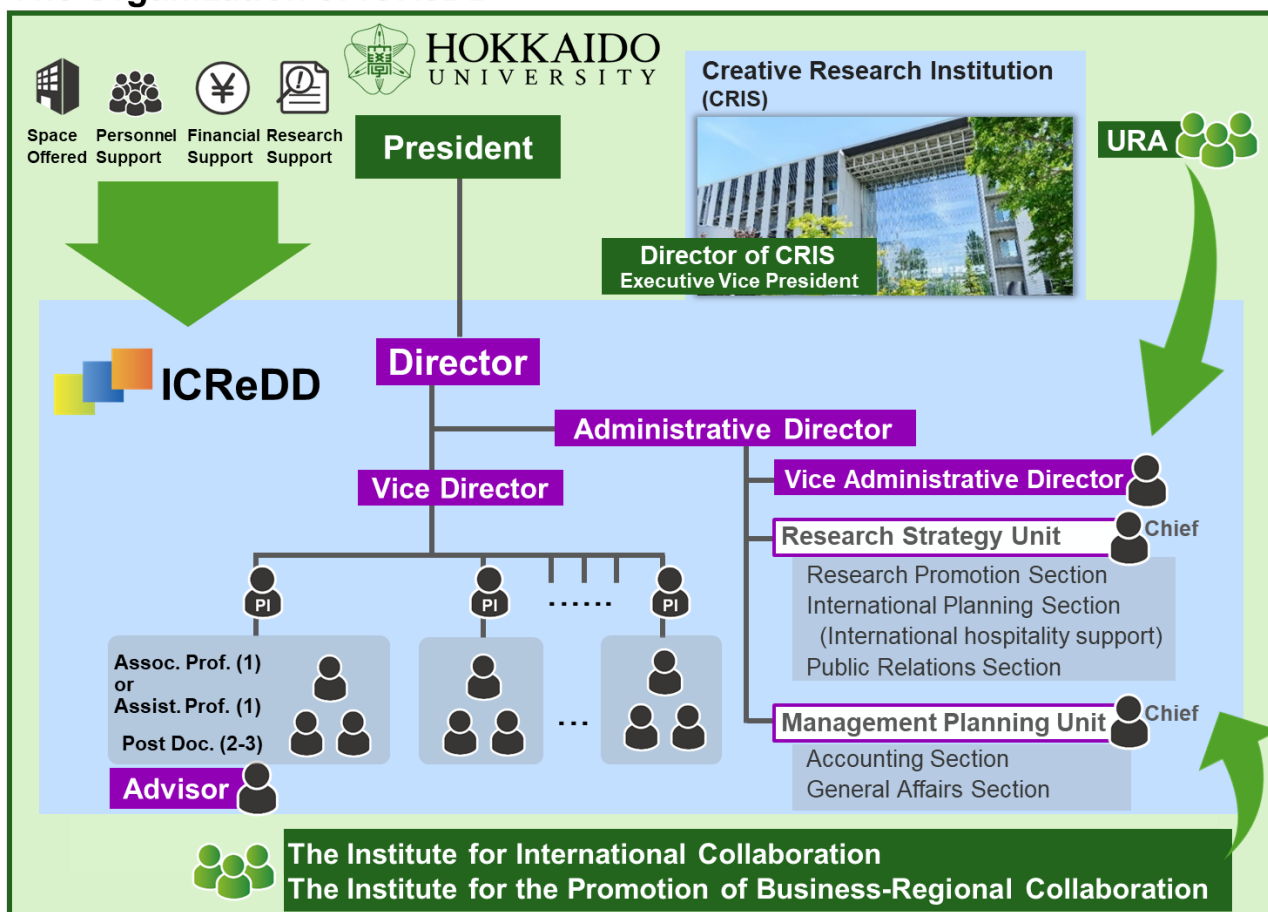 HOKKAIDO
UNIVERSITY
Space
Offered
Personnel
Support
Financial
Support
Research
Support
President
Creative Research Institution
(CRIS)
Director of CRIS
Executive Vice President
URA
ICReDD
Director
Administrative Director
Vice Director
Vice Administrative Director
Research Strategy Unit
Chief
Research Promotion Section
International Planning Section
(International hospitality support)
Public Relations Section
Management Planning Unit
Chief
Accounting Section
General Affairs Section
PI
PI
......
PI
Assoc. Prof. (1)
or
Assist. Prof. (1)
Post Doc. (2-3)
...
Advisor
The Institute for International Collaboration
The Institute for the Promotion of Business-Regional Collaboration